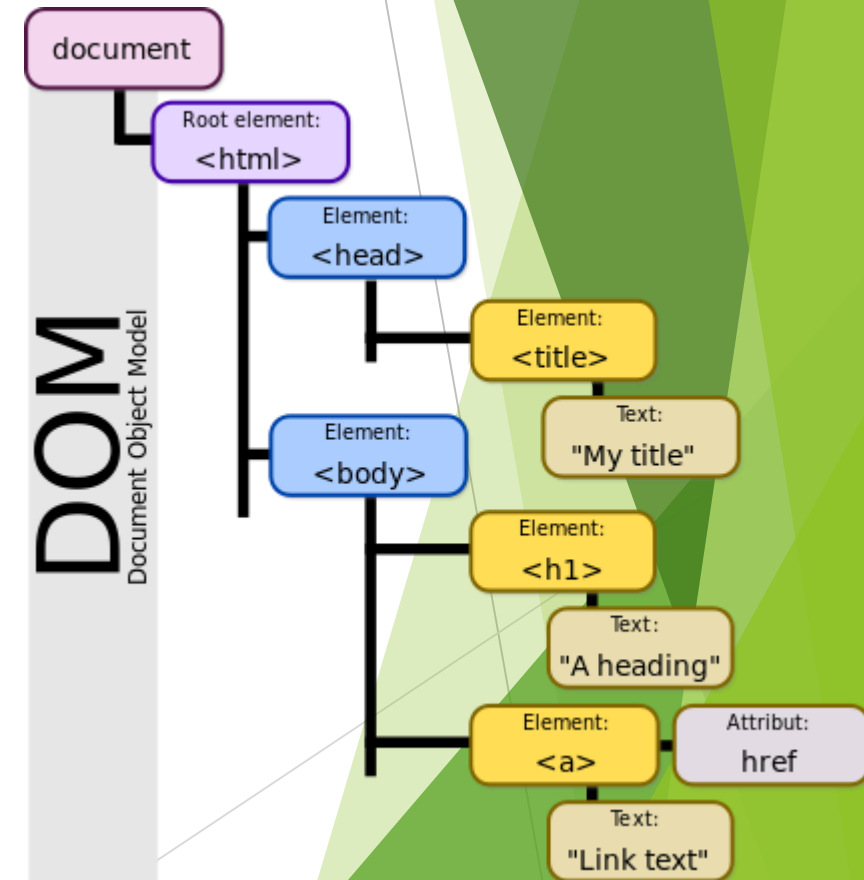 document
Root element:
<html>
Element:
<head>
Element:
<title>
Text:
"My title"
Element:
<body>
Element:
<h1>
Text:
"A heading"
Element:
<a>
Attribut:
href
Text:
"Link text"
DOM
Document Object Model